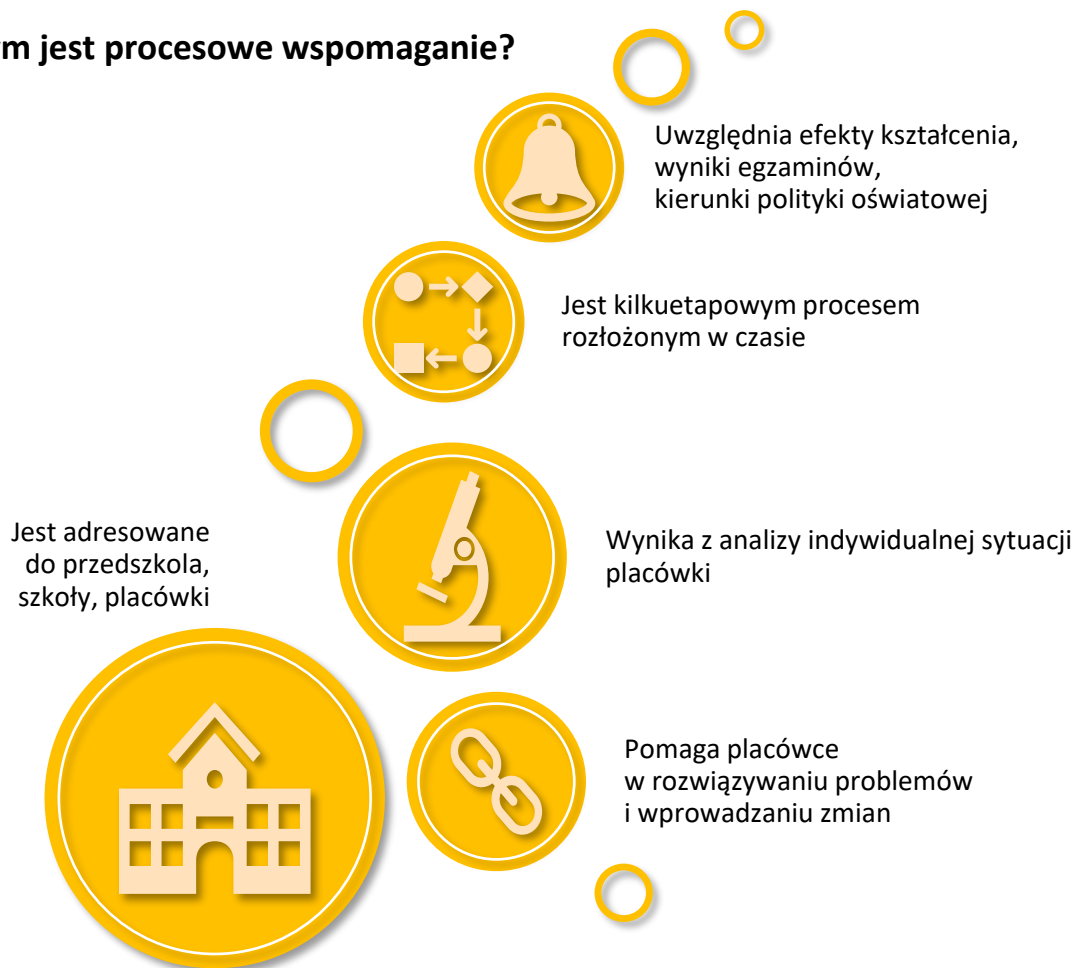 m jest procesowe wspomaganie?
Uwzględnia efekty kształcenia,
wyniki egzaminów,
kierunki polityki oświatowej
Jest kilkuetapowym procesem
rozłożonym w czasie
Jest adresowane
do przedszkola,
szkoły, placówki
Wynika z analizy indywidualnej sytuacji
placówki
Pomaga placówce
w rozwiązywaniu problemów
i wprowadzaniu zmian